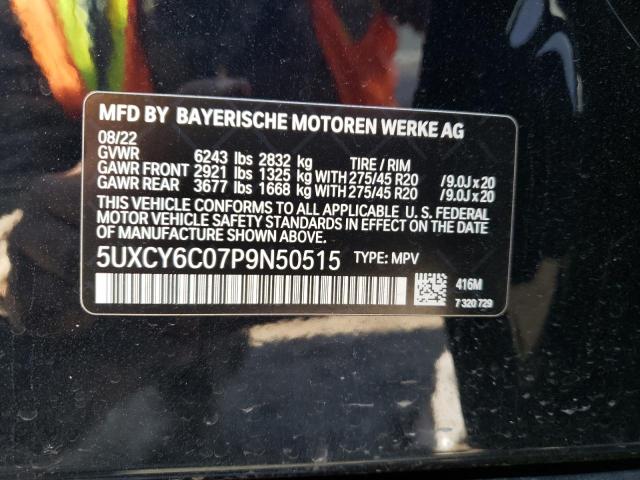 MFD BY BAYERISCHE MOTOREN WERKE AG
08/22
GVWR 6243 lbs 2832 kg TIRE / RIM
GAWR FRONT 2921 lbs 1325 kg WITH 275/45 R20 /9.0J x 20
GAWR REAR 3677 lbs 1668 kg WITH 275/45 R20 /9.0J x 20
THIS VEHICLE CONFORMS TO ALL APPLICABLE U. S. FEDERAL
MOTOR VEHICLE SAFETY STANDARDS IN EFFECT ON THE DATE
OF MANUFACTURE SHOWN ABOVE.
5UXCY6C07P9N50515 TYPE: MPV
416M
7 320 729